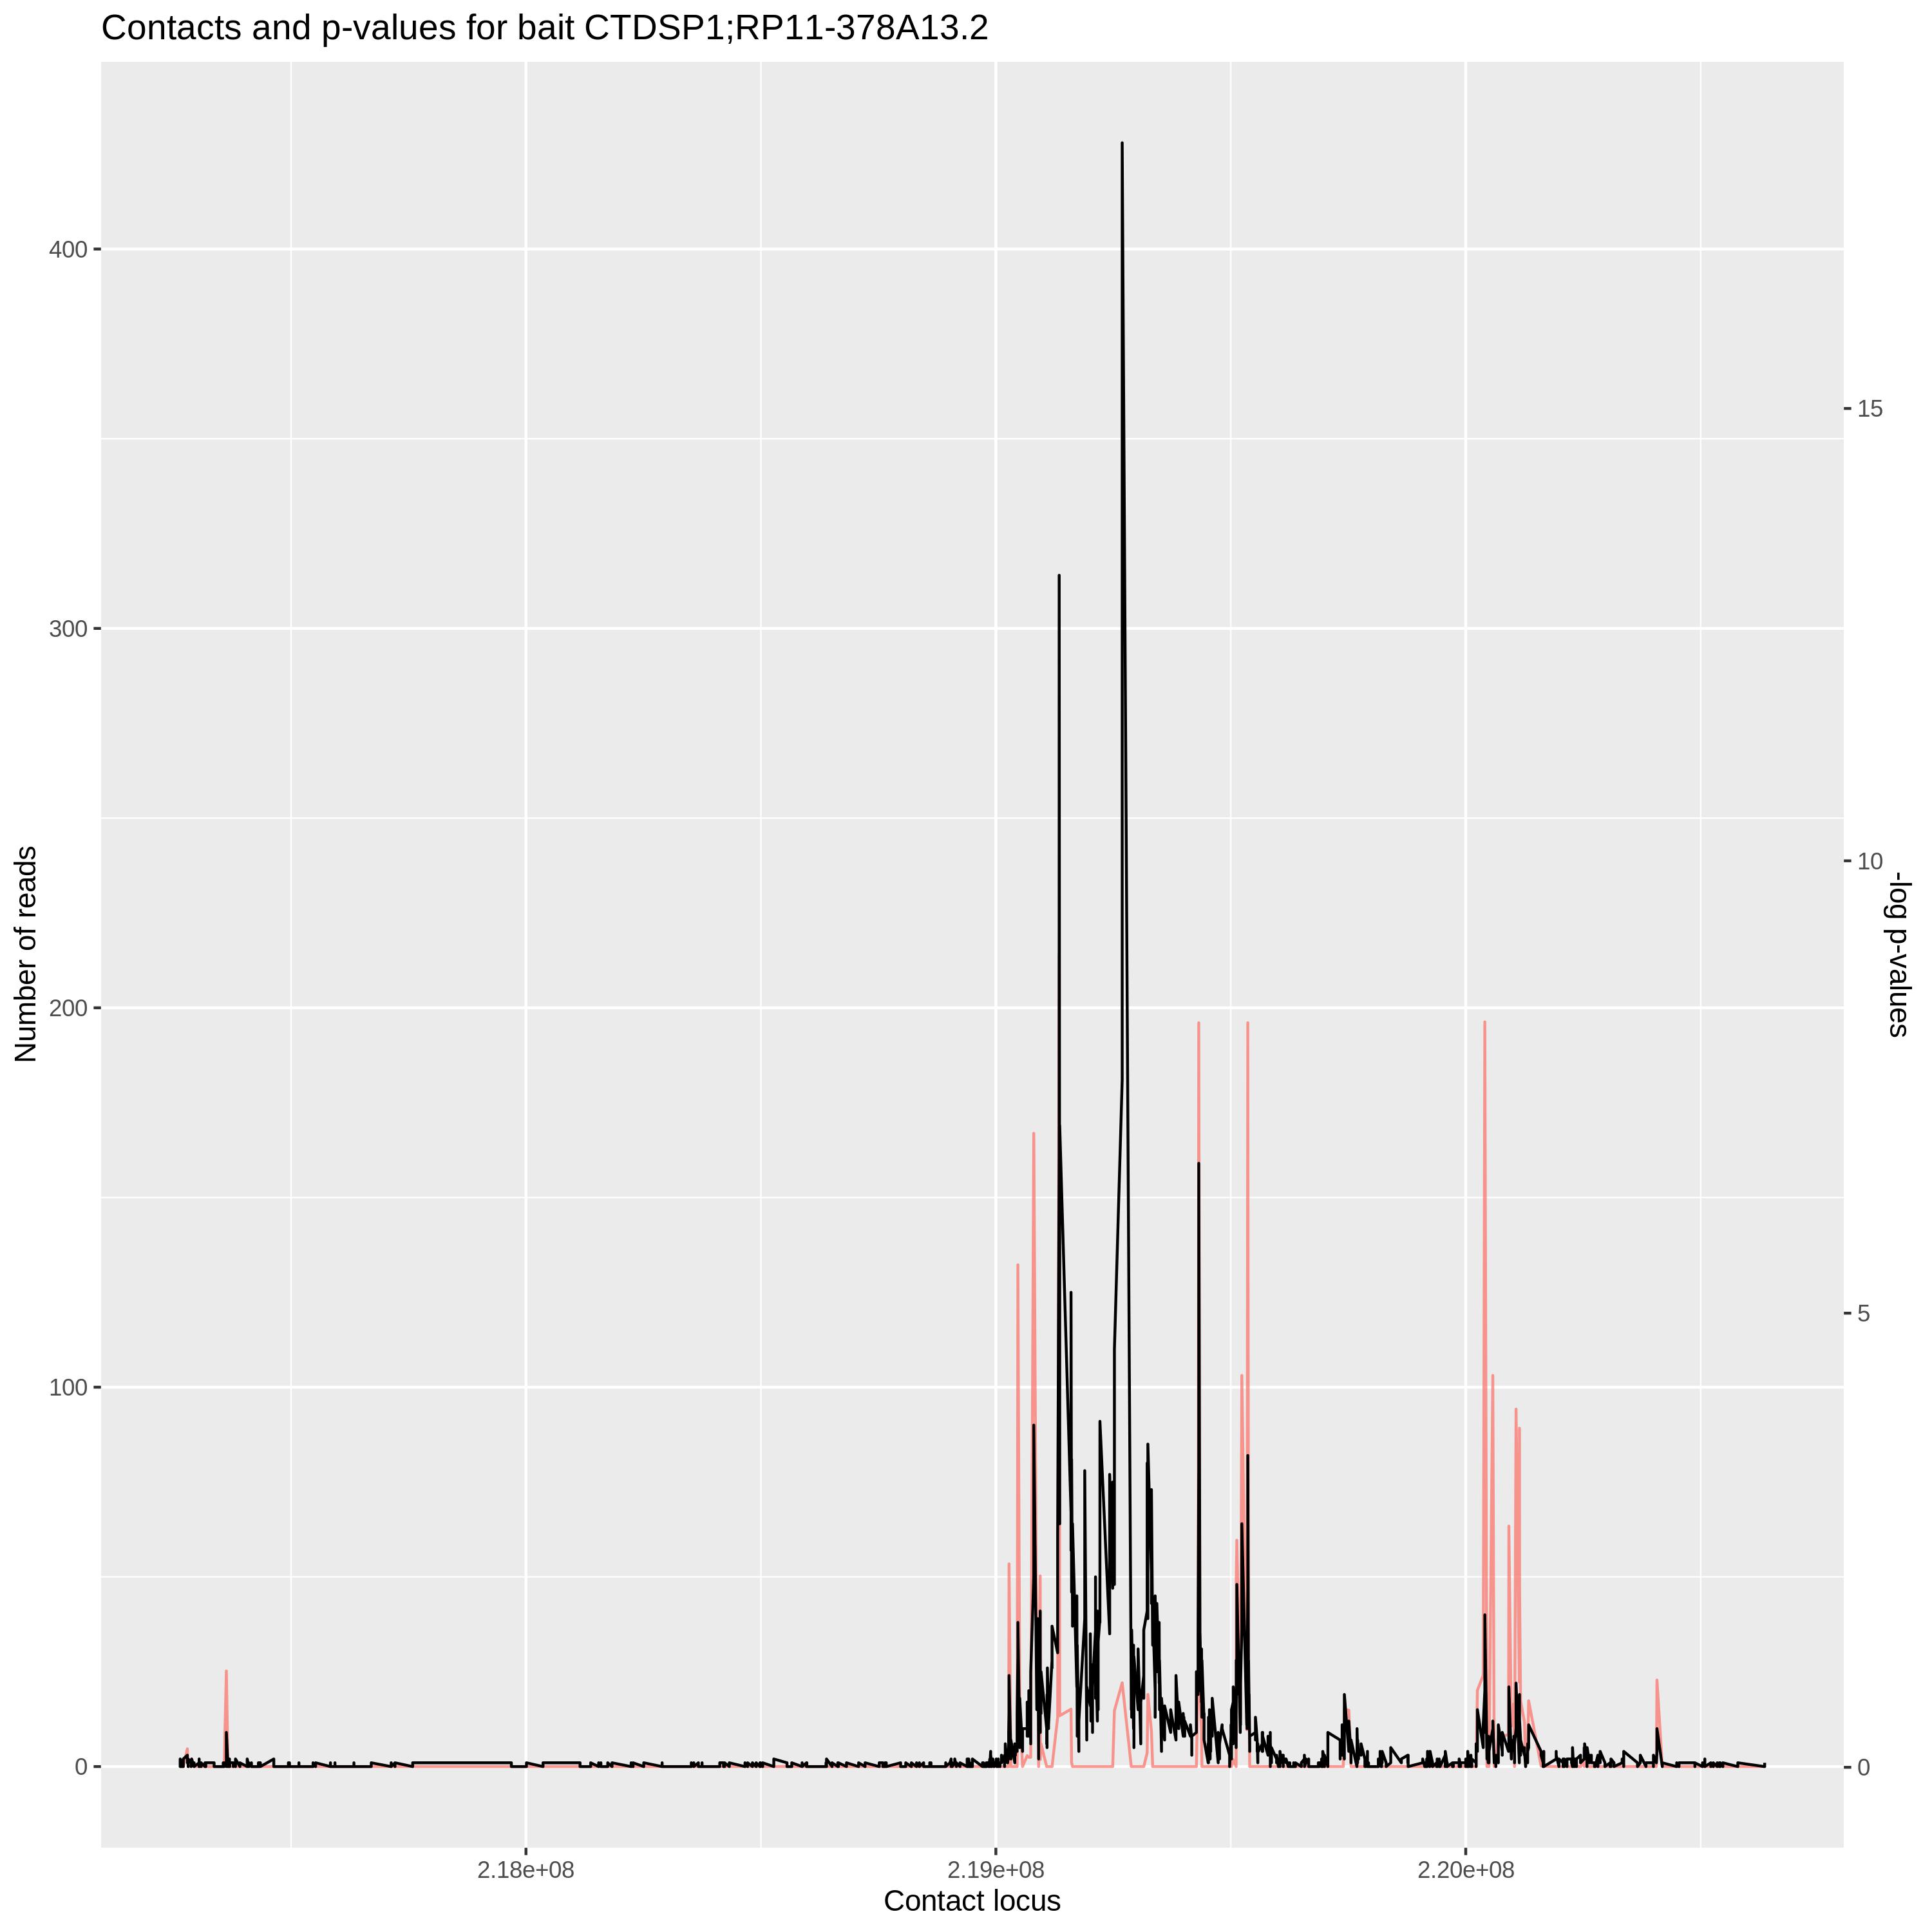 Contacts and p-values for bait CTDSP1;RP11-378A13.2
Number of reads
400
300
200
100
0
15
10
5
0
-log p-values
2.18e+08
2.19e+08
2.20e+08
Contact locus